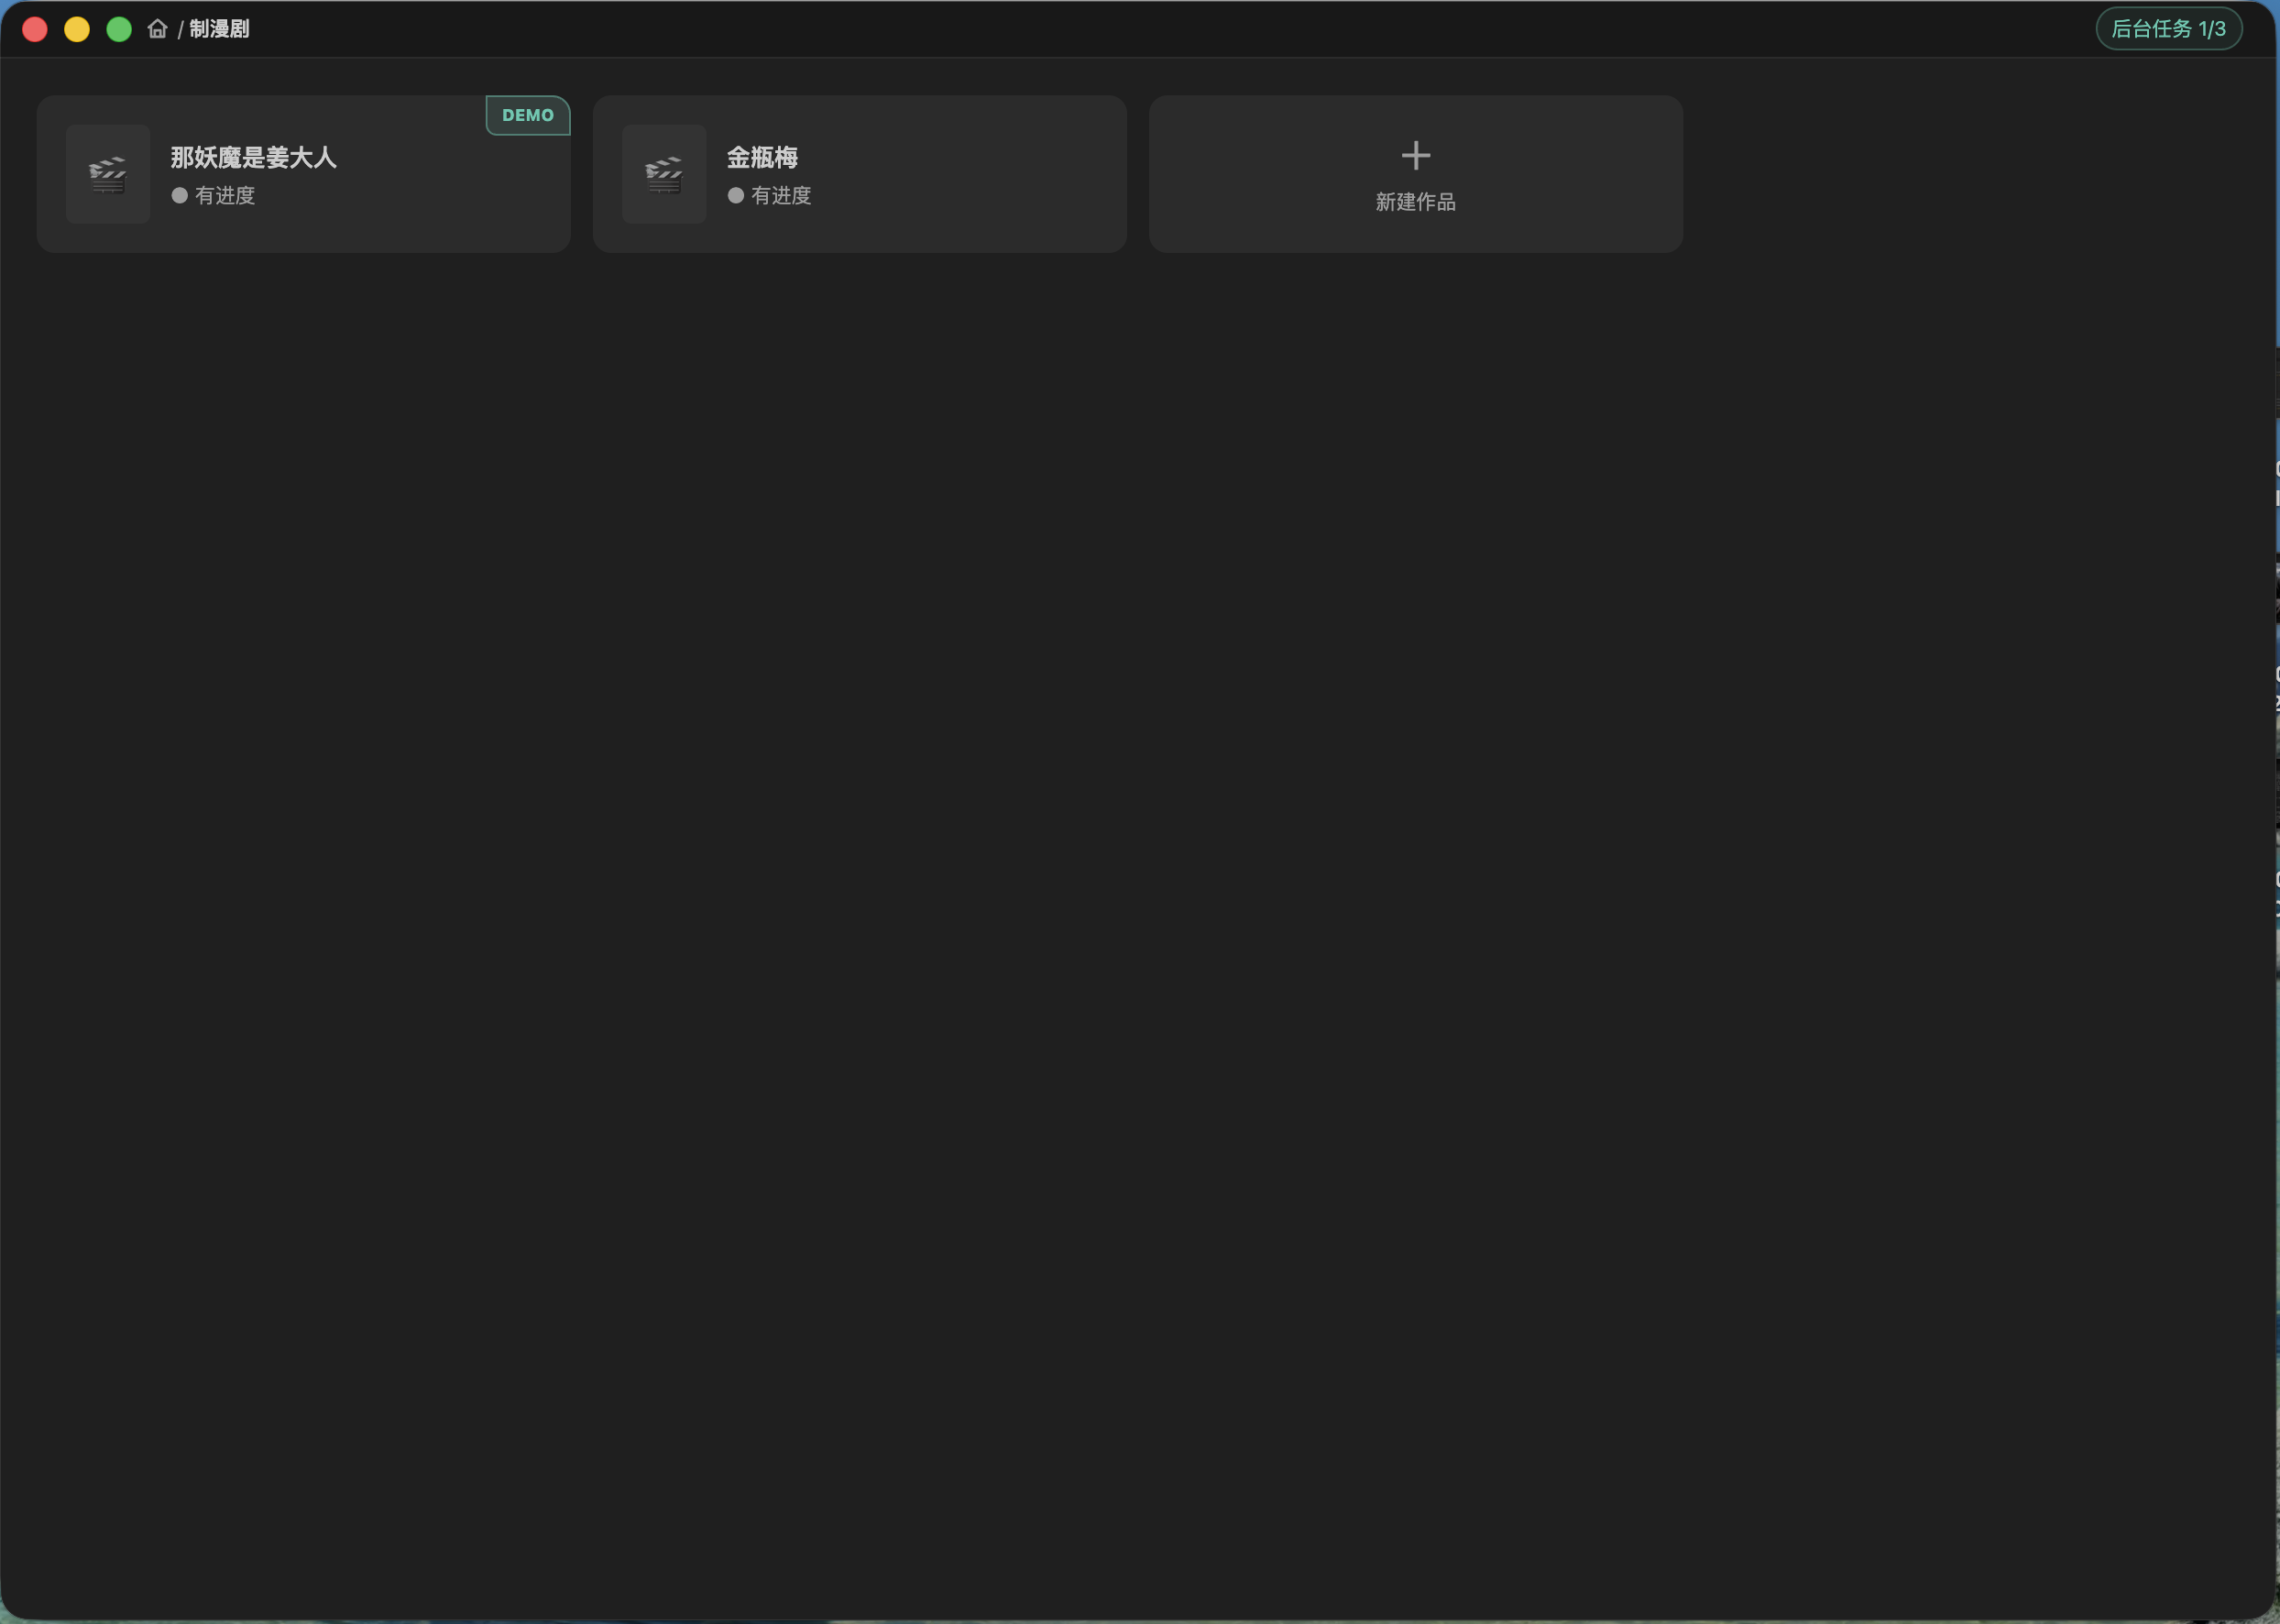 / 制漫剧
后台任务 1/3
DEMO
那妖魔是姜大人
有进度
金瓶梅
有进度
新建作品